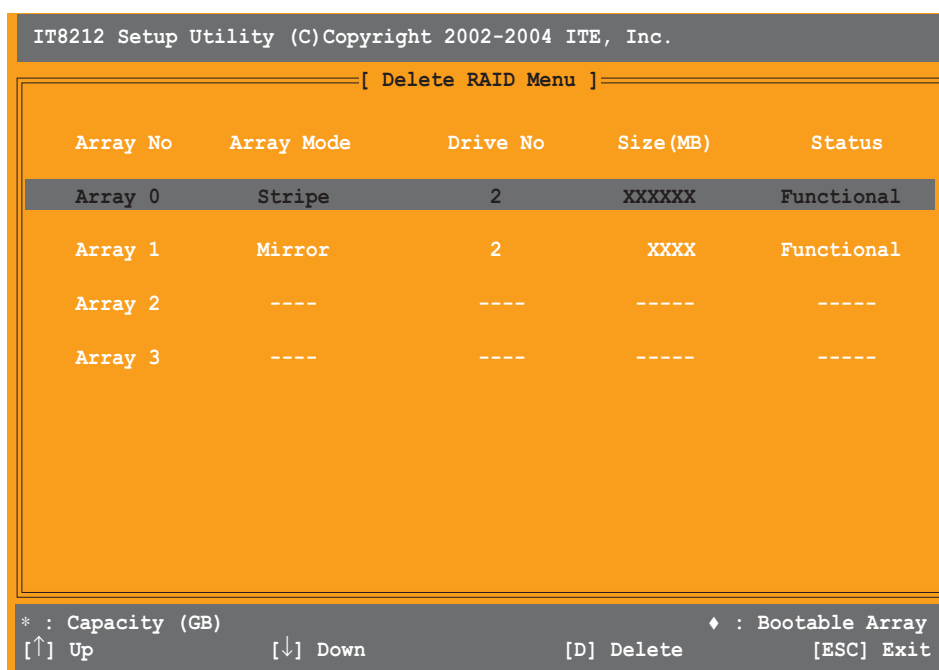 IT8212 Setup Utility (C)Copyright 2002-2004 ITE, Inc.
[ Delete RAID Menu ]
Array No Array Mode Drive No Size(MB) Status
Array 0 Stripe 2 XXXXXX Functional
Array 1 Mirror 2 XXXX Functional
Array 2 ---- ---- ----- -----
Array 3 ---- ---- ----- -----
* : Capacity (GB) ♦ : Bootable Array
[↑] Up [↓] Down [D] Delete [ESC] Exit